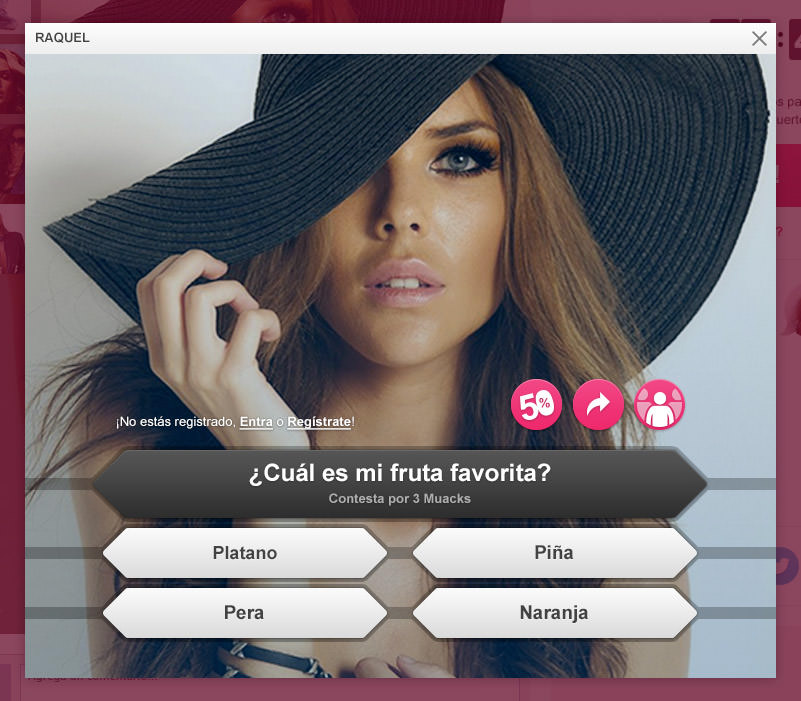 RAQUEL
¡No estás registrado, Entra o Regístrate!
50%
¿Cuál es mi fruta favorita?
Contesta por 3 Muacks
Platano
Piña
Pera
Naranja